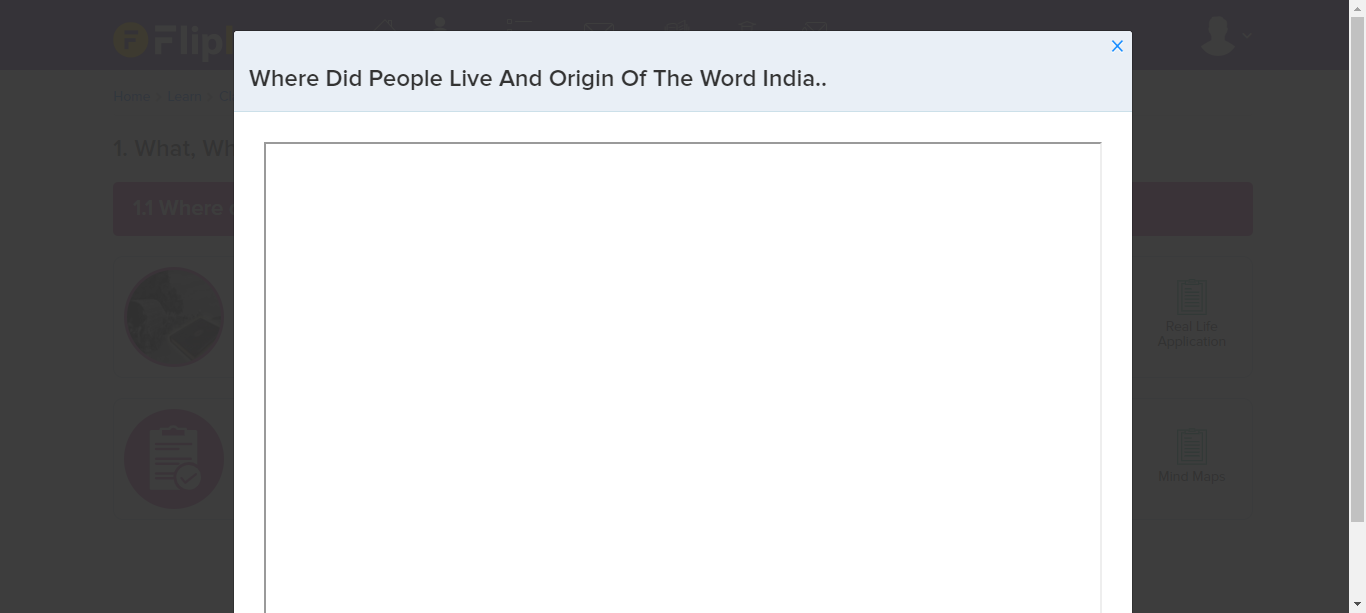 Flip
Where Did People Live And Origin Of The Word India..
Home > Learn >
1. What, Wh
1.1 Where
Real Life
Application
Mind Maps